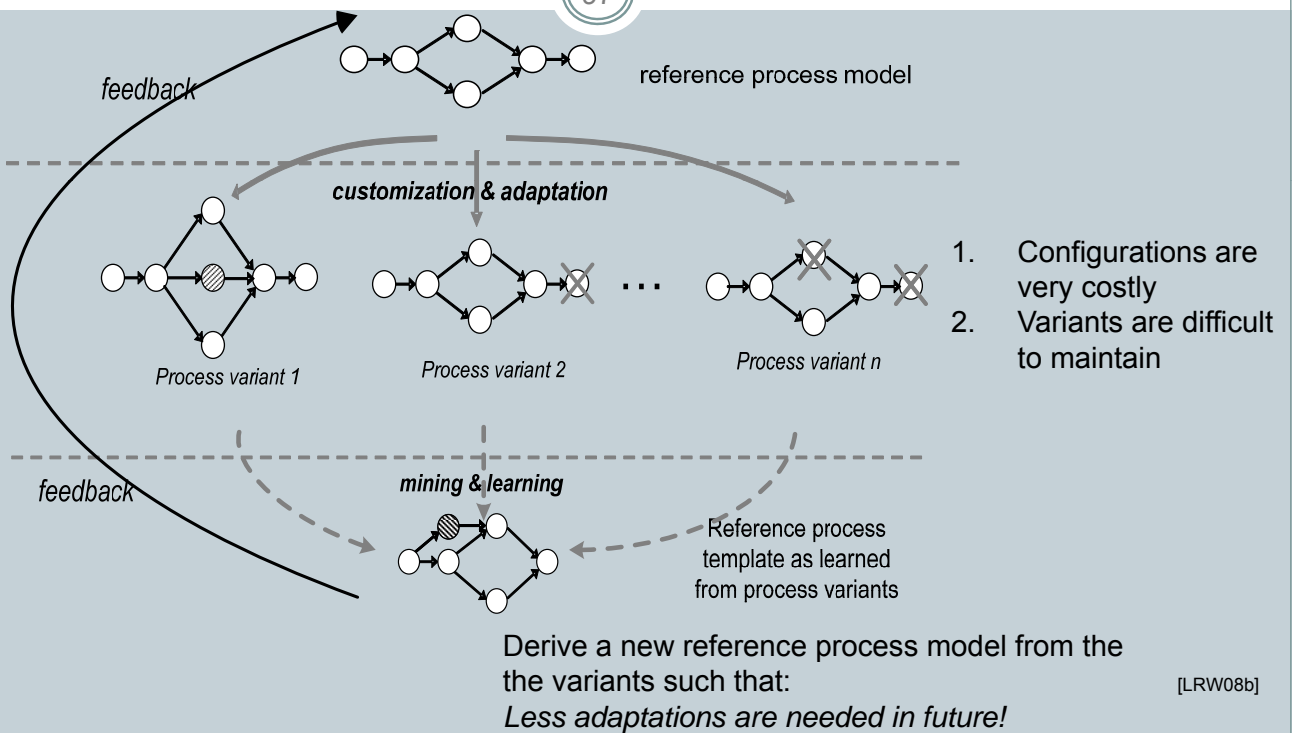 feedback
reference process model
customization & adaptation
Process variant 1
Process variant 2
...
Process variant n
1. Configurations are
very costly
2. Variants are difficult
to maintain
feedback
mining & learning
Reference process
template as learned
from process variants
Derive a new reference process model from the
the variants such that:
Less adaptations are needed in future!
[LRW08b]